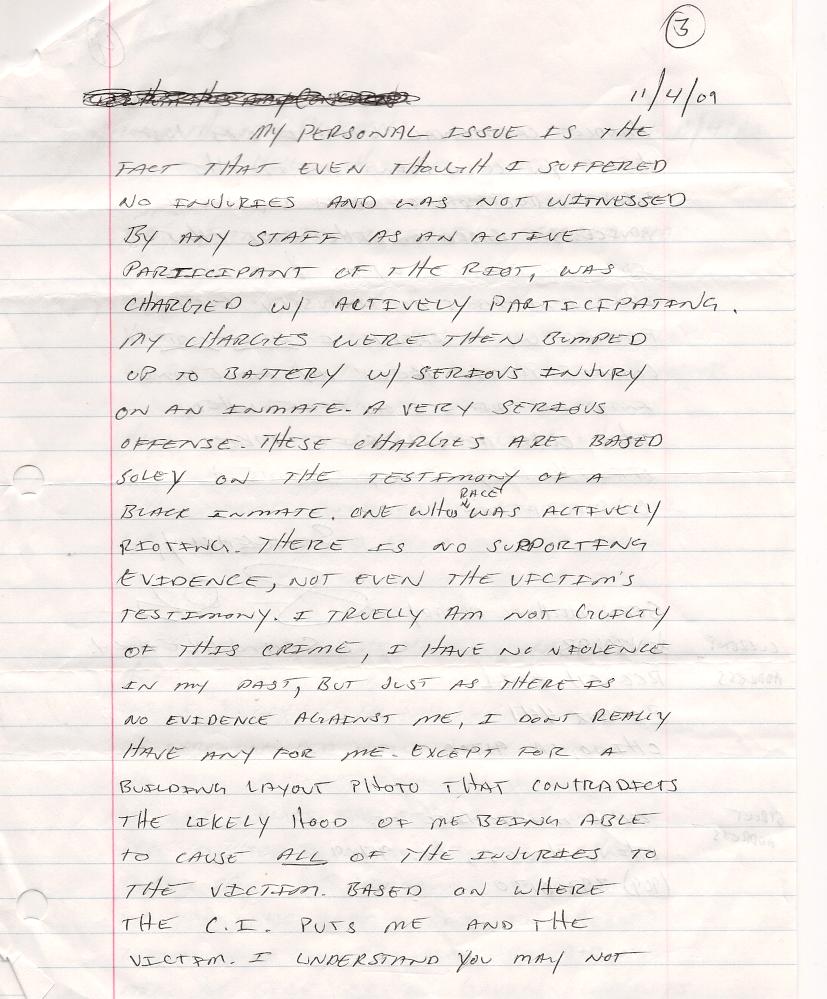 3
11/4/09
MY PERSONAL ISSUE IS THE
FACT THAT EVEN THOUGH I SUFFERED
NO INJURIES AND WAS NOT WITNESSED
BY ANY STAFF AS AN ACTIVE
PARTICIPANT OF THE RIOT, WAS
CHARGED W/ ACTIVELY PARTICIPATING.
MY CHARGES WERE THEN BUMPED
UP TO BATTERY W/ SERIOUS INJURY
ON AN INMATE. A VERY SERIOUS
OFFENSE. THESE CHARGES ARE BASED
SOLEY ON THE TESTIMONY OF A
BLACK INMATE. ONE WHOS RACE WAS ACTIVELY
RIOTING. THERE IS NO SUPPORTING
EVIDENCE, NOT EVEN THE VICTIM'S
TESTIMONY. I TRUELLY AM NOT GUILTY
OF THIS CRIME, I HAVE NO VIOLENCE
IN MY PAST, BUT JUST AS THERE IS
NO EVIDENCE AGAINST ME, I DONT REALLY
HAVE ANY FOR ME. EXCEPT FOR A
BUILDING LAYOUT PHOTO THAT CONTRADICTS
THE LIKELY HOOD OF ME BEING ABLE
TO CAUSE ALL OF THE INJURIES TO
THE VICTIM. BASED ON WHERE
THE C.I. PUTS ME AND THE
VICTIM. I UNDERSTAND YOU MAY NOT